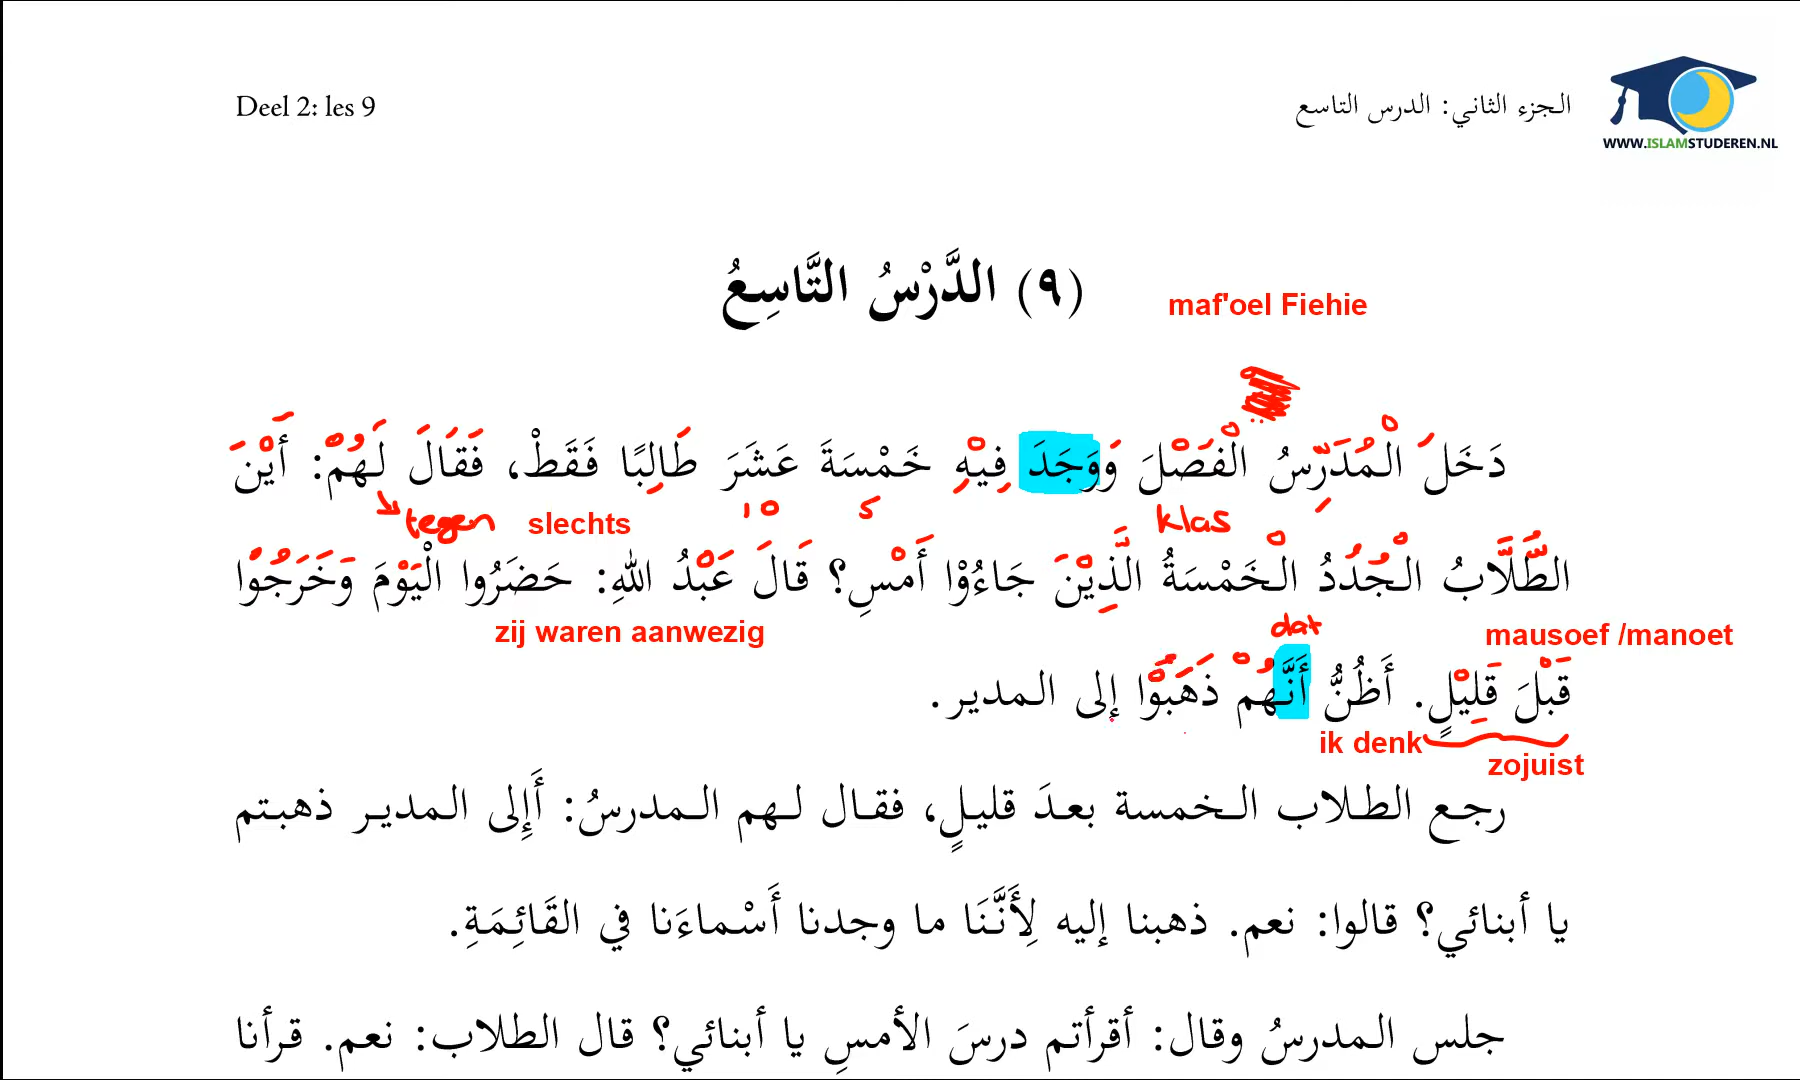 Deel 2: les 9
الجزء الثاني: الدرس التاسع
WWW.ISLAMSTUDEREN.NL
(٩) الدَّرْسُ التَّاسِعُ
maf'oel Fiehie
دَخَلَ الْمُدَرِّسُ الْفَصْلَ وَوَجَدَ فِيْهِ خَمْسَةَ عَشَرَ طَالِبًا فَقَطْ، فَقَالَ لَهُمْ: أَيْنَ
tegen
slechts
10
5
klas
الطُّلَّابُ الْجُدُدُ الْخَمْسَةُ الَّذِيْنَ جَاءُوْا أَمْسِ؟ قَالَ عَبْدُ اللهِ: حَضَرُوا الْيَوْمَ وَخَرَجُوْا
zij waren aanwezig
dat
mausoef /manoet
قَبْلَ قَلِيْلٍ. أَظُنُّ أَنَّهُمْ ذَهَبُوْا إِلى المدير.
ik denk
zojuist
رجع الطلاب الخمسة بعدَ قليلٍ، فقال لهم المدرسُ: أَإِلى المدير ذهبتم
يا أبنائي؟ قالوا: نعم. ذهبنا إليه لِأَنَّنَا ما وجدنا أَسْماءَنا في القَائِمَةِ.
جلس المدرسُ وقال: أقرأتم درسَ الأمسِ يا أبنائي؟ قال الطلاب: نعم. قرأنا